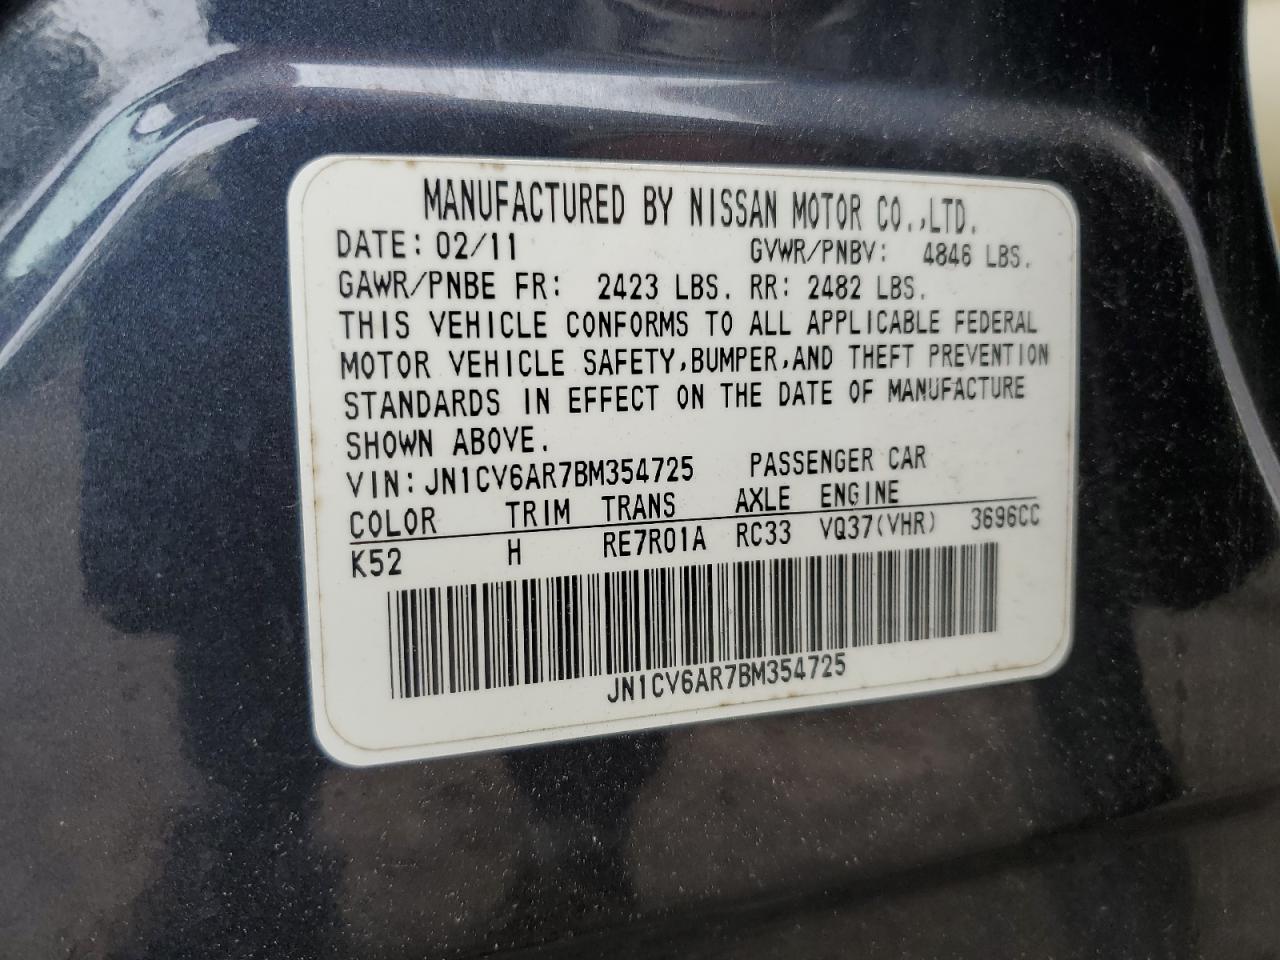 MANUFACTURED BY NISSAN MOTOR CO.,LTD.
DATE: 02/11 GVWR/PNBV: 4846 LBS.
GAWR/PNBE FR: 2423 LBS. RR: 2482 LBS.
THIS VEHICLE CONFORMS TO ALL APPLICABLE FEDERAL
MOTOR VEHICLE SAFETY,BUMPER,AND THEFT PREVENTION
STANDARDS IN EFFECT ON THE DATE OF MANUFACTURE
SHOWN ABOVE.
VIN: JN1CV6AR7BM354725 PASSENGER CAR
COLOR TRIM TRANS AXLE ENGINE
K52 H RE7R01A RC33 VQ37(VHR) 3696CC
JN1CV6AR7BM354725